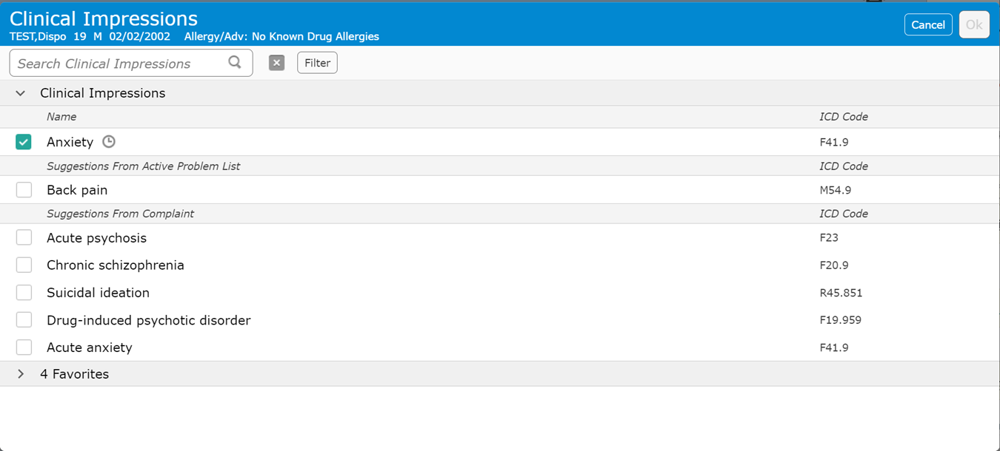 Clinical Impressions
TEST,Dispo 19 M 02/02/2002 Allergy/Adv: No Known Drug Allergies
Cancel Ok
Search Clinical Impressions Filter
Clinical Impressions
Name ICD Code
Anxiety F41.9
Suggestions From Active Problem List ICD Code
Back pain M54.9
Suggestions From Complaint ICD Code
Acute psychosis F23
Chronic schizophrenia F20.9
Suicidal ideation R45.851
Drug-induced psychotic disorder F19.959
Acute anxiety F41.9
4 Favorites